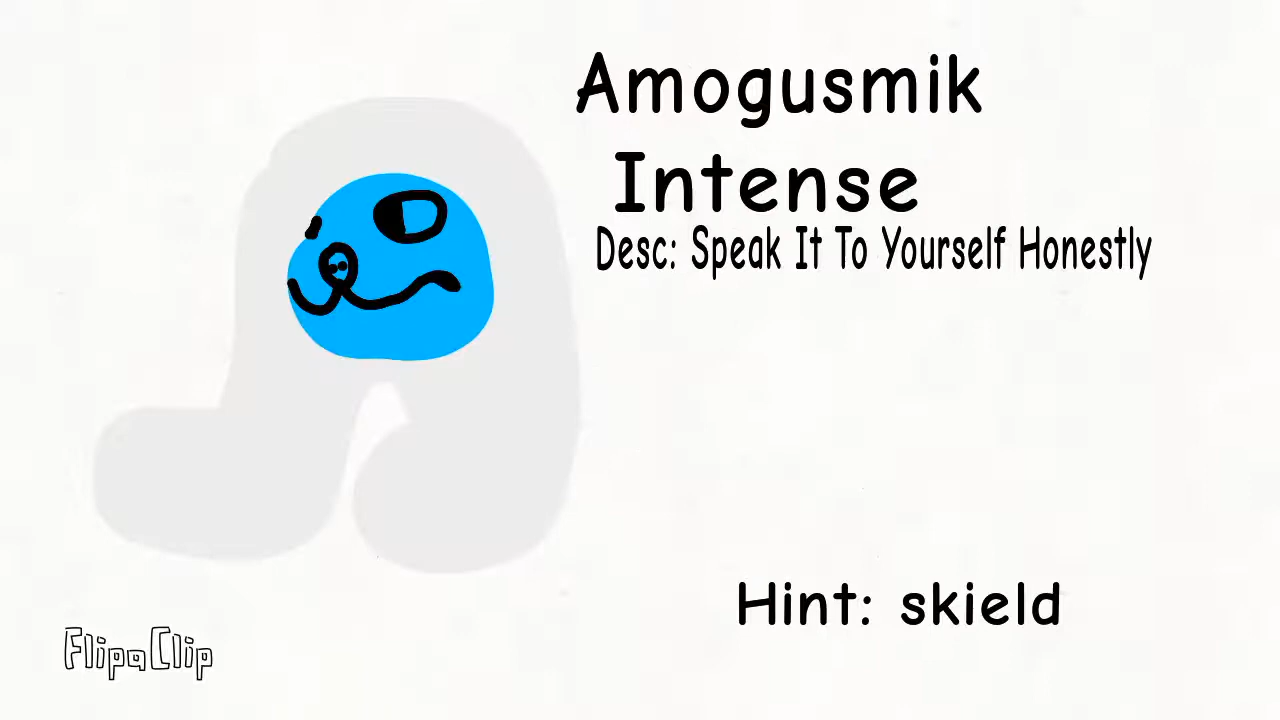 Amogusmik
Intense
Desc: Speak It To Yourself Honestly
Hint: skield
FlipaClip